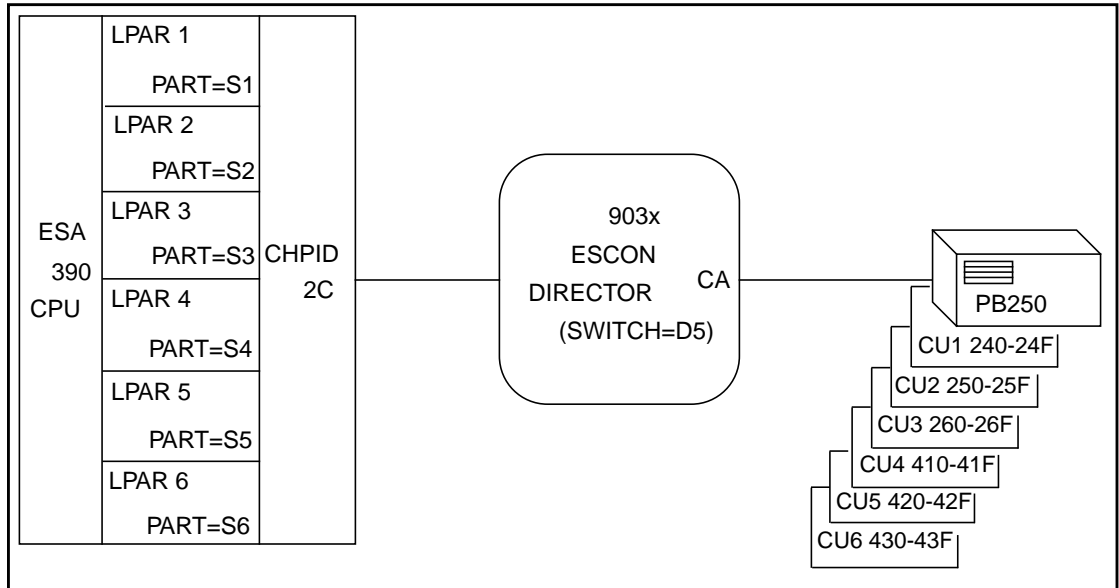 ESA
390
CPU
LPAR 1
PART=S1
LPAR 2
PART=S2
LPAR 3
PART=S3
LPAR 4
PART=S4
LPAR 5
PART=S5
LPAR 6
PART=S6
CHPID
2C
903x
ESCON
DIRECTOR
(SWITCH=D5)
CA
PB250
CU1 240-24F
CU2 250-25F
CU3 260-26F
CU4 410-41F
CU5 420-42F
CU6 430-43F